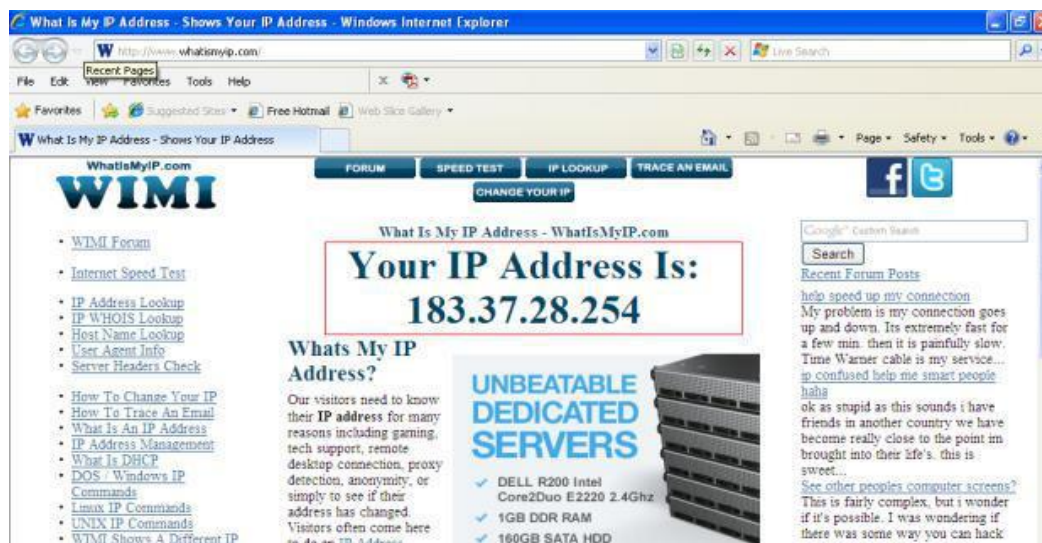 What Is My IP Address - Shows Your IP Address - Windows Internet Explorer
http://www.whatismyip.com/
Live Search
Recent Pages
File Edit View Favorites Tools Help
Favorites Suggested Sites Free Hotmail Web Slice Gallery
What Is My IP Address - Shows Your IP Address
Page Safety Tools
WhatIsMyIP.com
WIMI
FORUM SPEED TEST IP LOOKUP TRACE AN EMAIL
CHANGE YOUR IP
WIMI Forum
Internet Speed Test
IP Address Lookup
IP WHOIS Lookup
Host Name Lookup
User Agent Info
Server Headers Check
How To Change Your IP
How To Trace An Email
What Is An IP Address
IP Address Management
What Is DHCP
DOS / Windows IP
Commands
Linux IP Commands
UNIX IP Commands
WIMI Shows A Different IP
What Is My IP Address - WhatIsMyIP.com
Your IP Address Is:
183.37.28.254
Whats My IP
Address?
Our visitors need to know
their IP address for many
reasons including gaming,
tech support, remote
desktop connection, proxy
detection, anonymity, or
simply to see if their
address has changed.
Visitors often come here
to do an IP Address
UNBEATABLE
DEDICATED
SERVERS
DELL R200 Intel
Core2Duo E2220 2.4Ghz
1GB DDR RAM
160GB SATA HDD
Google Custom Search
Search
Recent Forum Posts
help speed up my connection
My problem is my connection goes
up and down. Its extremely fast for
a few min. then it is painfully slow.
Time Warner cable is my service...
ip confused help me smart people
haha
ok as stupid as this sounds i have
friends in another country we have
become really close to the point im
brought into their life's. this is
sweet...
See other peoples computer screens?
This is fairly complex, but i wonder
if it's possible. I was wondering if
there was some way you can hack